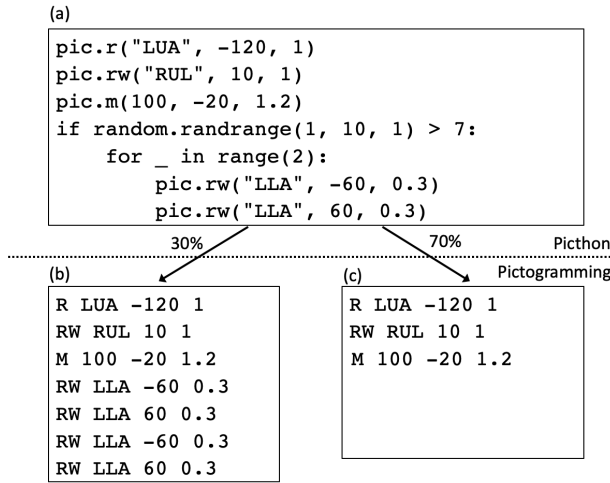 (a)
pic.r("LUA", -120, 1)
pic.rw("RUL", 10, 1)
pic.m(100, -20, 1.2)
if random.randrange(1, 10, 1) > 7:
    for _ in range(2):
        pic.rw("LLA", -60, 0.3)
        pic.rw("LLA", 60, 0.3)
30%
70%
Picthon
Pictogramming
(b)
R LUA -120 1
RW RUL 10 1
M 100 -20 1.2
RW LLA -60 0.3
RW LLA 60 0.3
RW LLA -60 0.3
RW LLA 60 0.3
(c)
R LUA -120 1
RW RUL 10 1
M 100 -20 1.2